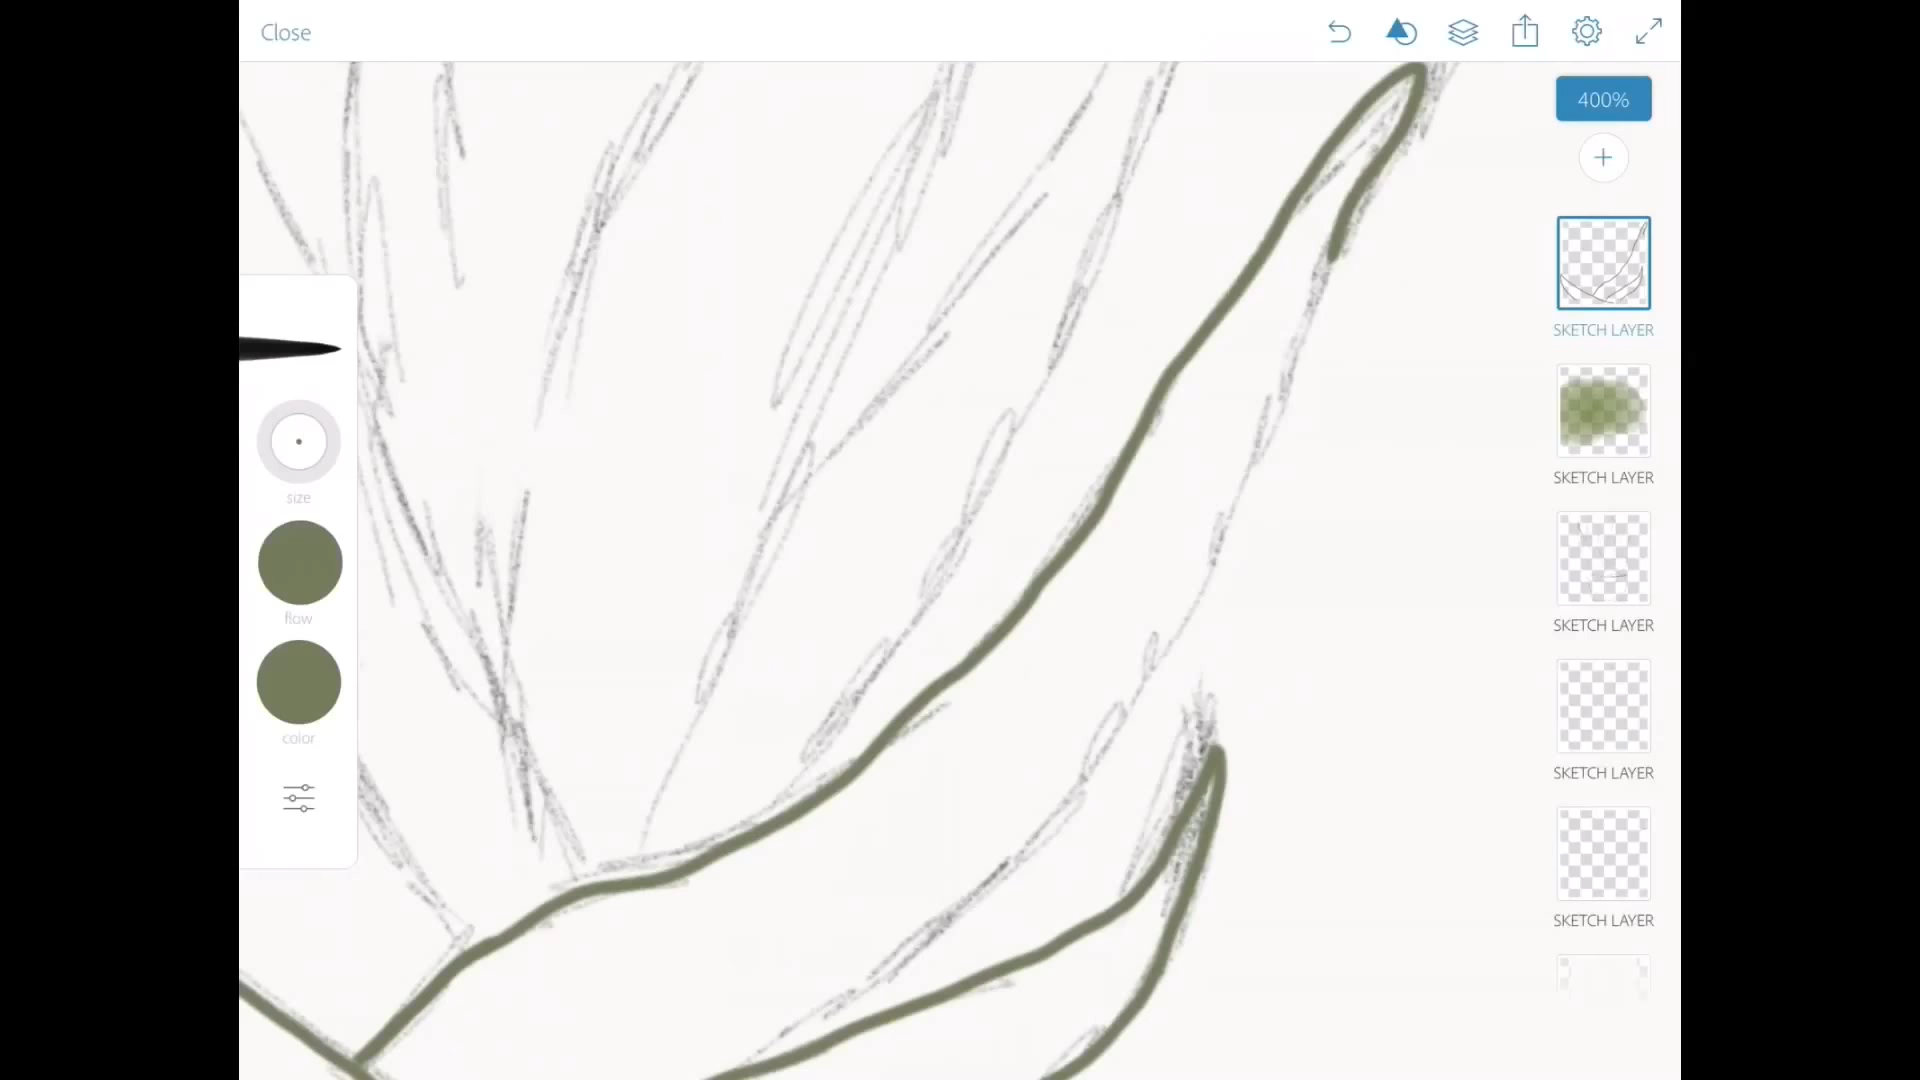 Close
400%
SKETCH LAYER
SKETCH LAYER
SKETCH LAYER
SKETCH LAYER
SKETCH LAYER
size
flow
color